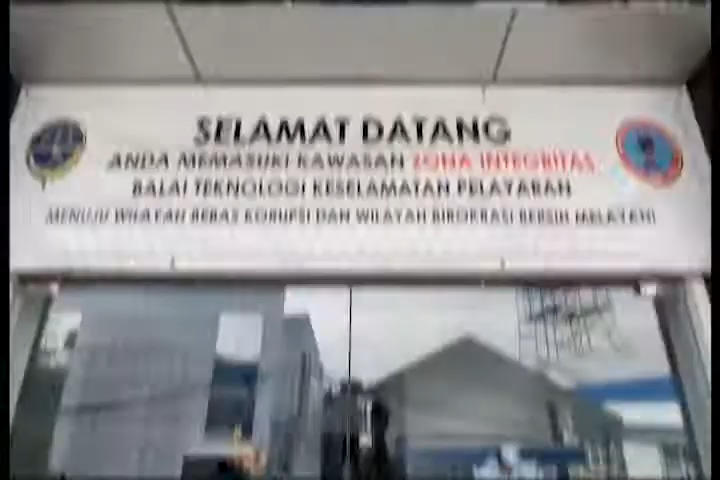 SELAMAT DATANG
ANDA MEMASUKI KAWASAN ZONA INTEGRITAS
BALAI TEKNOLOGI KESELAMATAN PELAYARAN
MENUJU WILAYAH BEBAS KORUPSI DAN WILAYAH BIROKRASI BERSIH MELAYANI